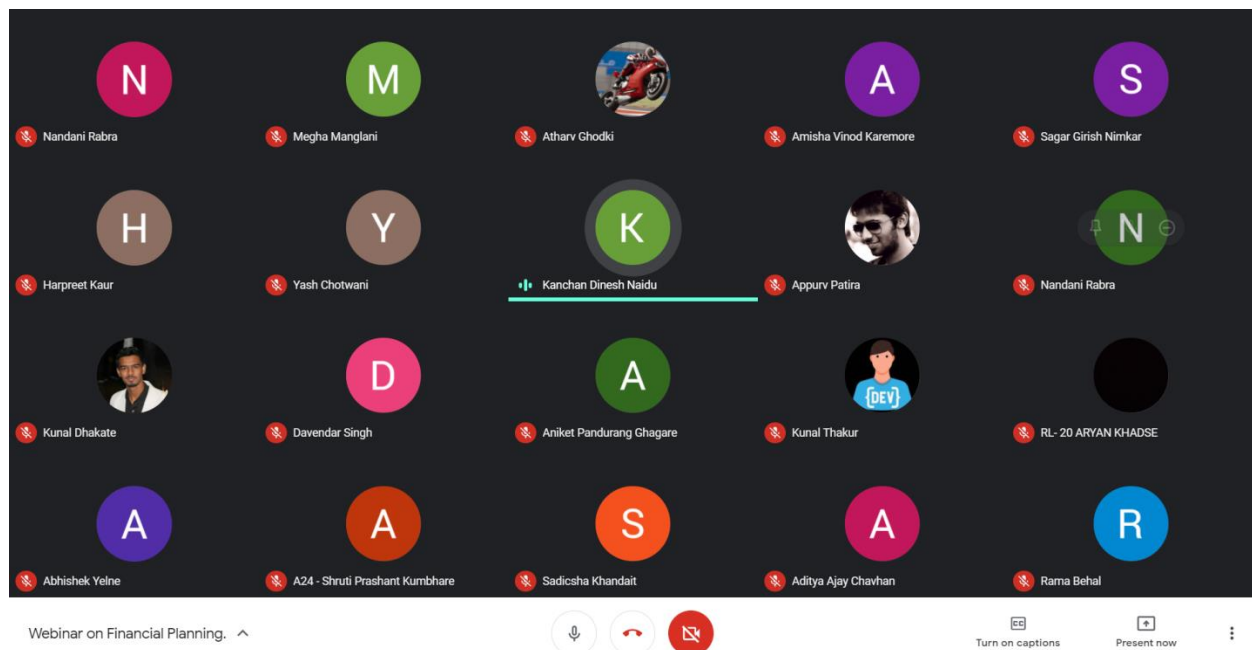 N M A S
Nandani Rabra Megha Manglani Atharv Ghodki Amisha Vinod Karemore Sagar Girish Nimkar
H Y K N
Harpreet Kaur Yash Chotwani Kanchan Dinesh Naidu Appurv Patira Nandani Rabra
D A {DEV}
Kunal Dhakate Davendar Singh Aniket Pandurang Ghagare Kunal Thakur RL- 20 ARYAN KHADSE
A A S A R
Abhishek Yelne A24 - Shruti Prashant Kumbhare Sadicsha Khandait Aditya Ajay Chavhan Rama Behal
Webinar on Financial Planning. CC
Turn on captions Present now